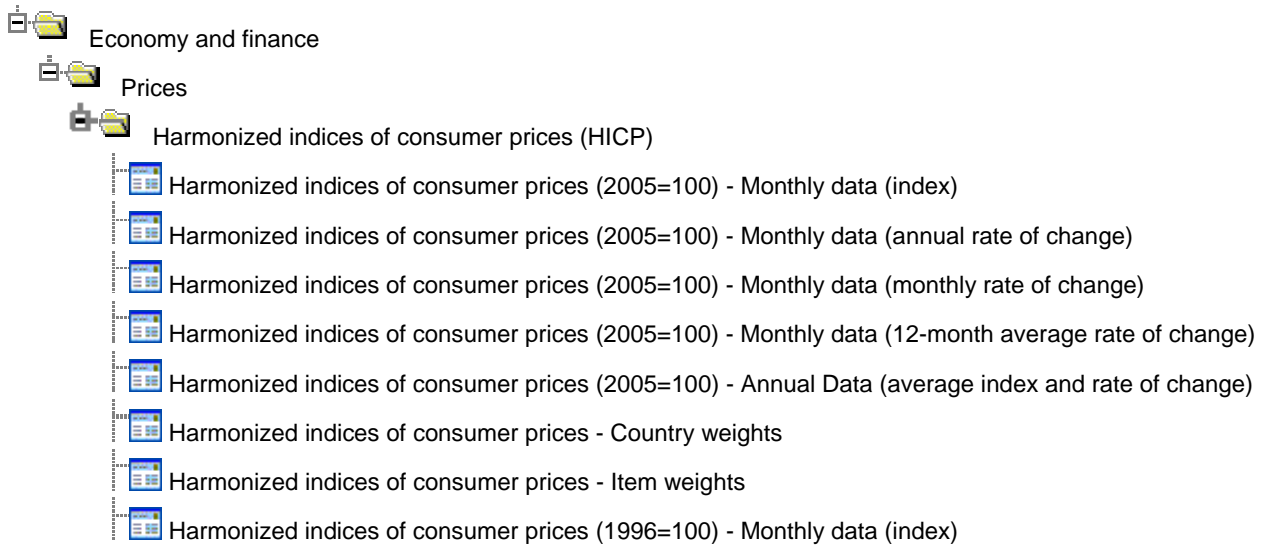 Economy and finance
Prices
Harmonized indices of consumer prices (HICP)
Harmonized indices of consumer prices (2005=100) - Monthly data (index)
Harmonized indices of consumer prices (2005=100) - Monthly data (annual rate of change)
Harmonized indices of consumer prices (2005=100) - Monthly data (monthly rate of change)
Harmonized indices of consumer prices (2005=100) - Monthly data (12-month average rate of change)
Harmonized indices of consumer prices (2005=100) - Annual Data (average index and rate of change)
Harmonized indices of consumer prices - Country weights
Harmonized indices of consumer prices - Item weights
Harmonized indices of consumer prices (1996=100) - Monthly data (index)